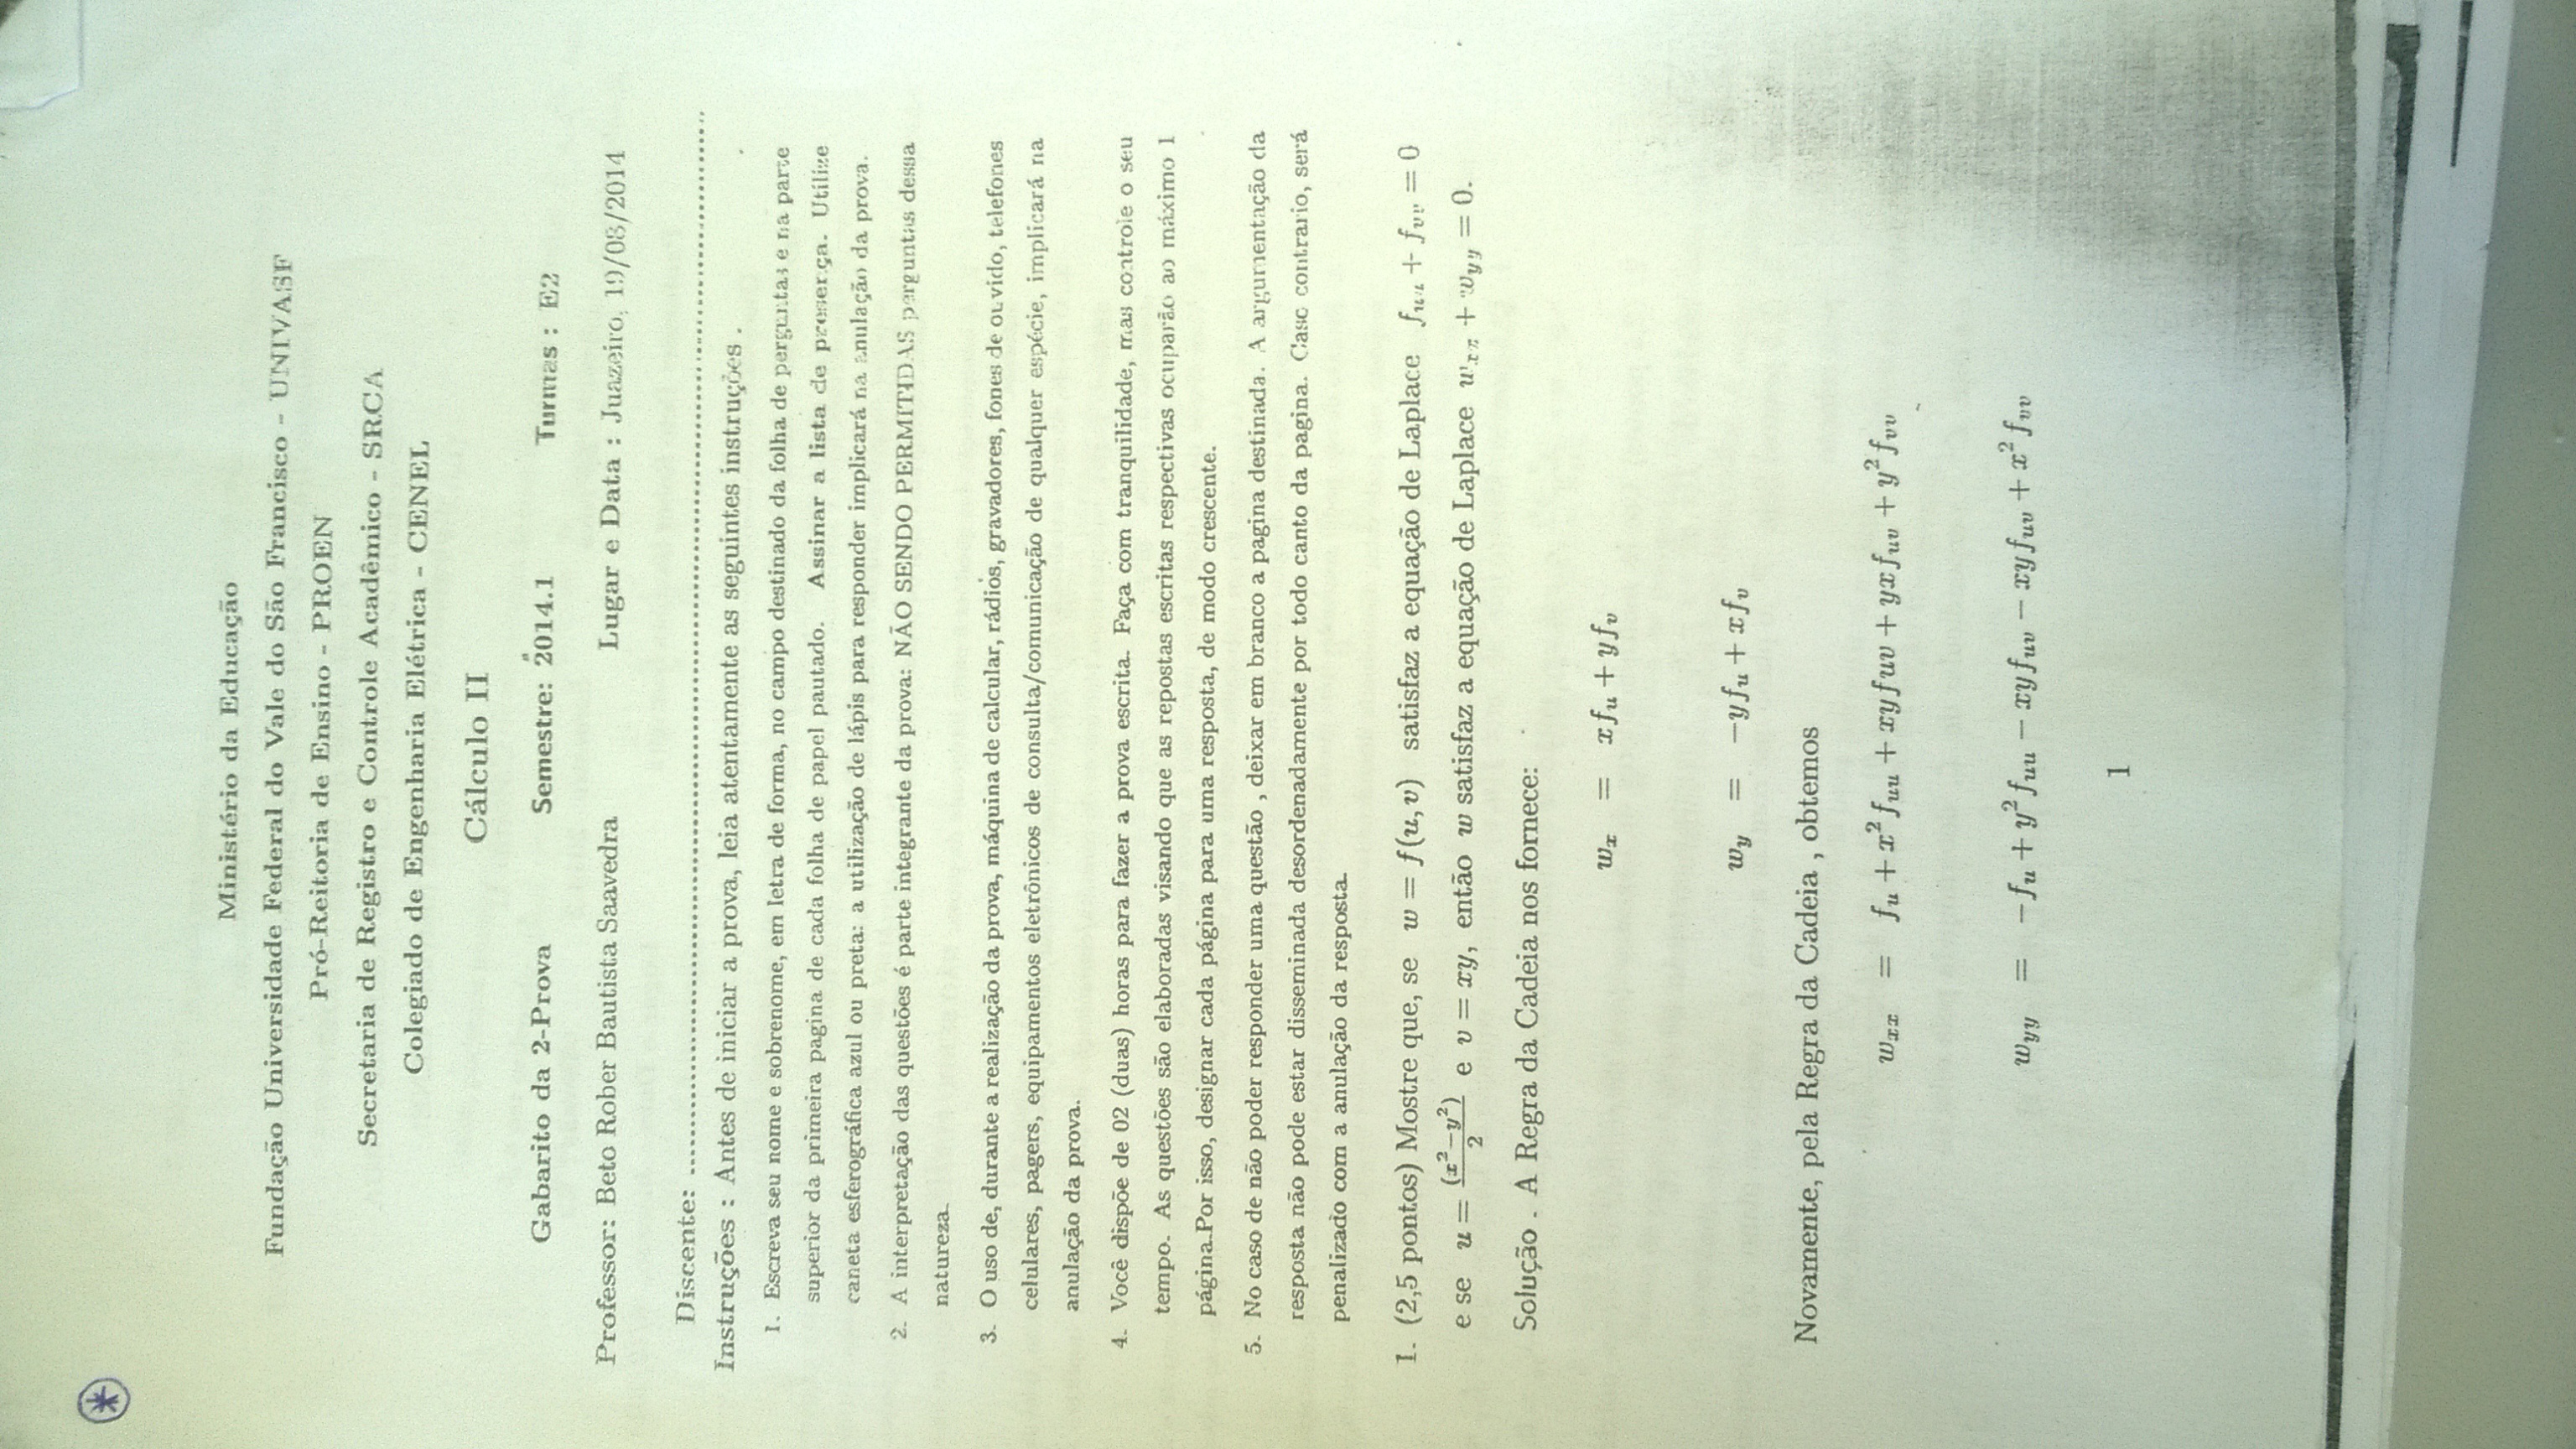 Ministério da Educação
Fundação Universidade Federal do Vale do São Francisco - UNIVASF
Pró-Reitoria de Ensino - PROEN
Secretaria de Registro e Controle Acadêmico - SRCA
Colegiado de Engenharia Elétrica - CENEL
Cálculo II
Gabarito da 2-Prova Semestre: 2014.1 Turmas : E2
Professor: Beto Rober Bautista Saavedra Lugar e Data : Juazeiro, 19/08/2014
Discente: ........................................................................
Instruções : Antes de iniciar a prova, leia atentamente as seguintes instruções .
1. Escreva seu nome e sobrenome, em letra de forma, no campo destinado da folha de perguntas e na parte
superior da primeira pagina de cada folha de papel pautado. Assinar a lista de presença. Utilize
caneta esferográfica azul ou preta: a utilização de lápis para responder implicará na anulação da prova.
2. A interpretação das questões é parte integrante da prova: NÃO SENDO PERMITIDAS perguntas dessa
natureza.
3. O uso de, durante a realização da prova, máquina de calcular, rádios, gravadores, fones de ouvido, telefones
celulares, pagers, equipamentos eletrônicos de consulta/comunicação de qualquer espécie, implicará na
anulação da prova.
4. Você dispõe de 02 (duas) horas para fazer a prova escrita. Faça com tranquilidade, mas controle o seu
tempo. As questões são elaboradas visando que as repostas escritas respectivas ocuparão ao máximo 1
página.Por isso, designar cada página para uma resposta, de modo crescente.
5. No caso de não poder responder uma questão , deixar em branco a pagina destinada. A argumentação da
resposta não pode estar disseminada desordenadamente por todo canto da pagina. Caso contrario, será
penalizado com a anulação da resposta.
1. (2,5 pontos) Mostre que, se w = f(u, v) satisfaz a equação de Laplace f_{uu} + f_{vv} = 0
e se u = (x² − y²)/2 e v = xy, então w satisfaz a equação de Laplace w_{xx} + w_{yy} = 0.
Solução . A Regra da Cadeia nos fornece:
w_x = xf_u + yf_v
w_y = −yf_u + xf_v
Novamente, pela Regra da Cadeia , obtemos
w_{xx} = f_u + x²f_{uu} + xyfuv + yxf_{uv} + y²f_{vv}
w_{yy} = −f_u + y²f_{uu} − xyf_{uv} − xyf_{uv} + x²f_{vv}
1